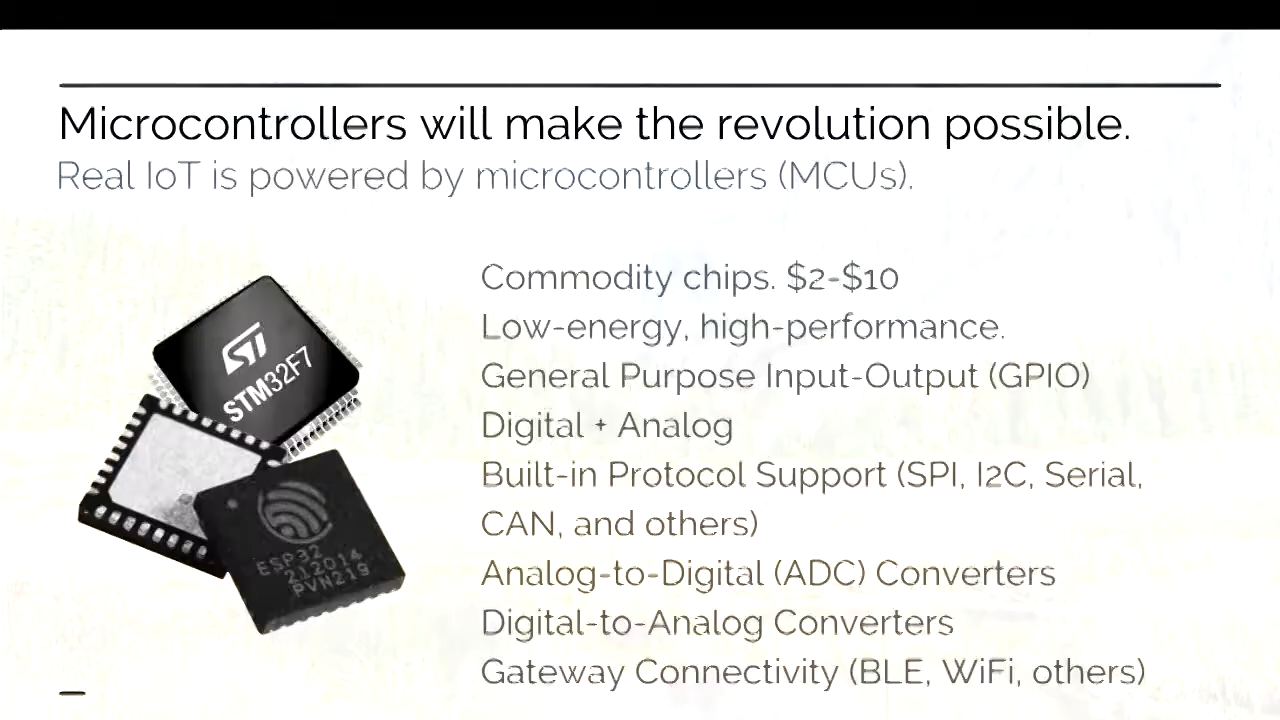 Microcontrollers will make the revolution possible.
Real IoT is powered by microcontrollers (MCUs).
Commodity chips. $2-$10
Low-energy, high-performance.
General Purpose Input-Output (GPIO)
Digital + Analog
Built-in Protocol Support (SPI, I2C, Serial,
CAN, and others)
Analog-to-Digital (ADC) Converters
Digital-to-Analog Converters
Gateway Connectivity (BLE, WiFi, others)
ST
STM32F7
ESP32
212014
PVN219